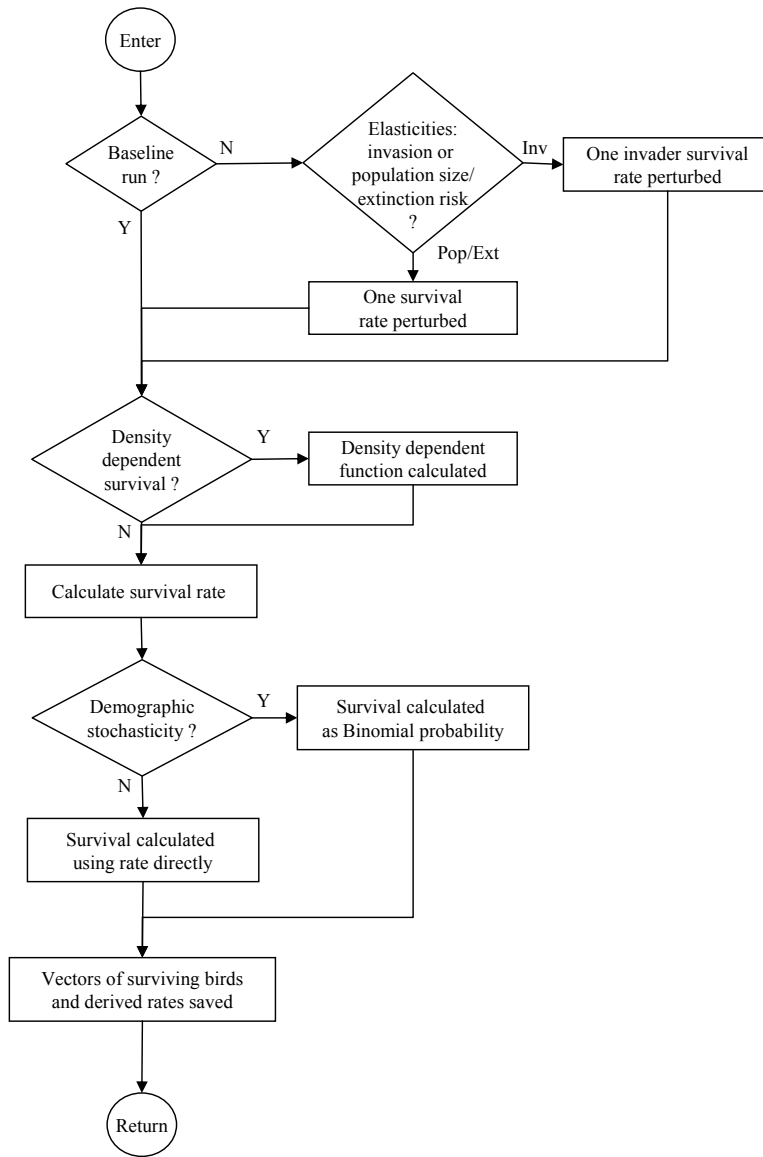 Enter
Baseline
run ?
N
Elasticities:
invasion or
population size/
extinction risk
?
Inv
One invader survival
rate perturbed
Y
Pop/Ext
One survival
rate perturbed
Density
dependent
survival ?
Y
Density dependent
function calculated
N
Calculate survival rate
Demographic
stochasticity ?
Y
Survival calculated
as Binomial probability
N
Survival calculated
using rate directly
Vectors of surviving birds
and derived rates saved
Return